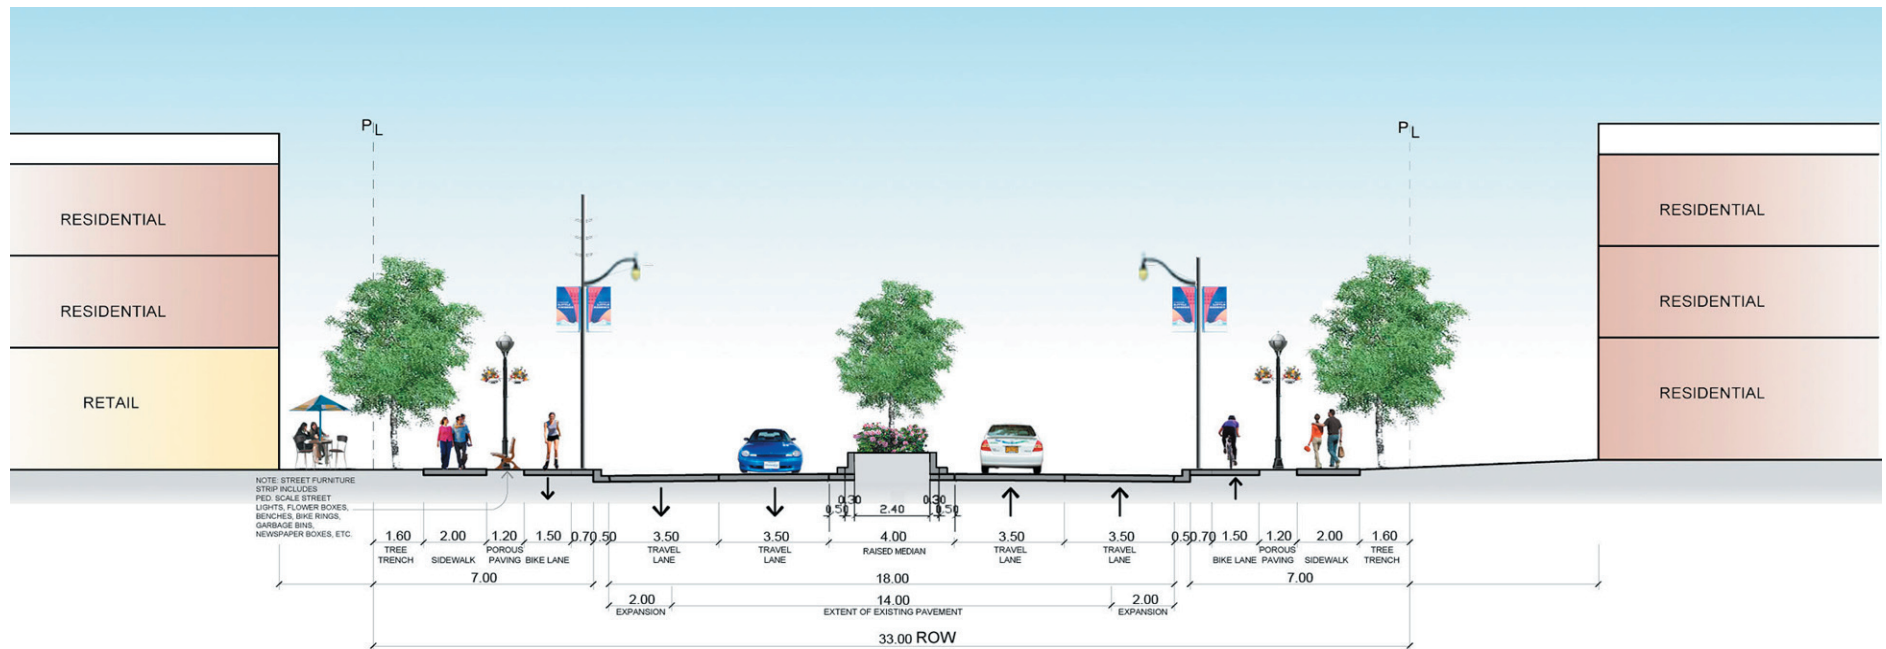 PL
PL
RESIDENTIAL
RESIDENTIAL
RETAIL
RESIDENTIAL
RESIDENTIAL
RESIDENTIAL
NOTE: STREET FURNITURE
STRIP INCLUDES
PED. SCALE STREET
LIGHTS, FLOWER BOXES,
BENCHES, BIKE RINGS,
GARBAGE BINS,
NEWSPAPER BOXES, ETC.
0.50 0.30 2.40 0.30 0.50
1.60 2.00 1.20 1.50 0.70 0.50 3.50 3.50 4.00 3.50 3.50 0.50 0.70 1.50 1.20 2.00 1.60
TREE
TRENCH
SIDEWALK
POROUS
PAVING
BIKE LANE
TRAVEL
LANE
TRAVEL
LANE
RAISED MEDIAN
TRAVEL
LANE
TRAVEL
LANE
BIKE LANE
POROUS
PAVING
SIDEWALK
TREE
TRENCH
7.00 18.00 7.00
2.00 14.00 2.00
EXPANSION EXTENT OF EXISTING PAVEMENT EXPANSION
33.00 ROW